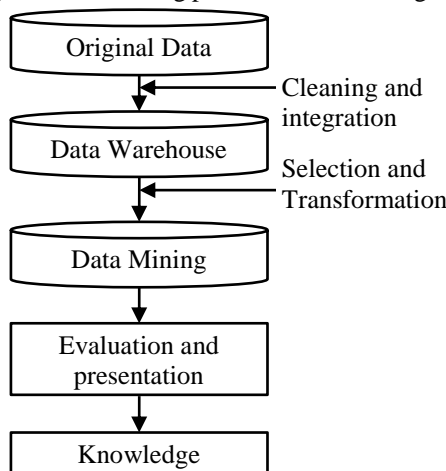 Original Data
Cleaning and
integration
Data Warehouse
Selection and
Transformation
Data Mining
Evaluation and
presentation
Knowledge